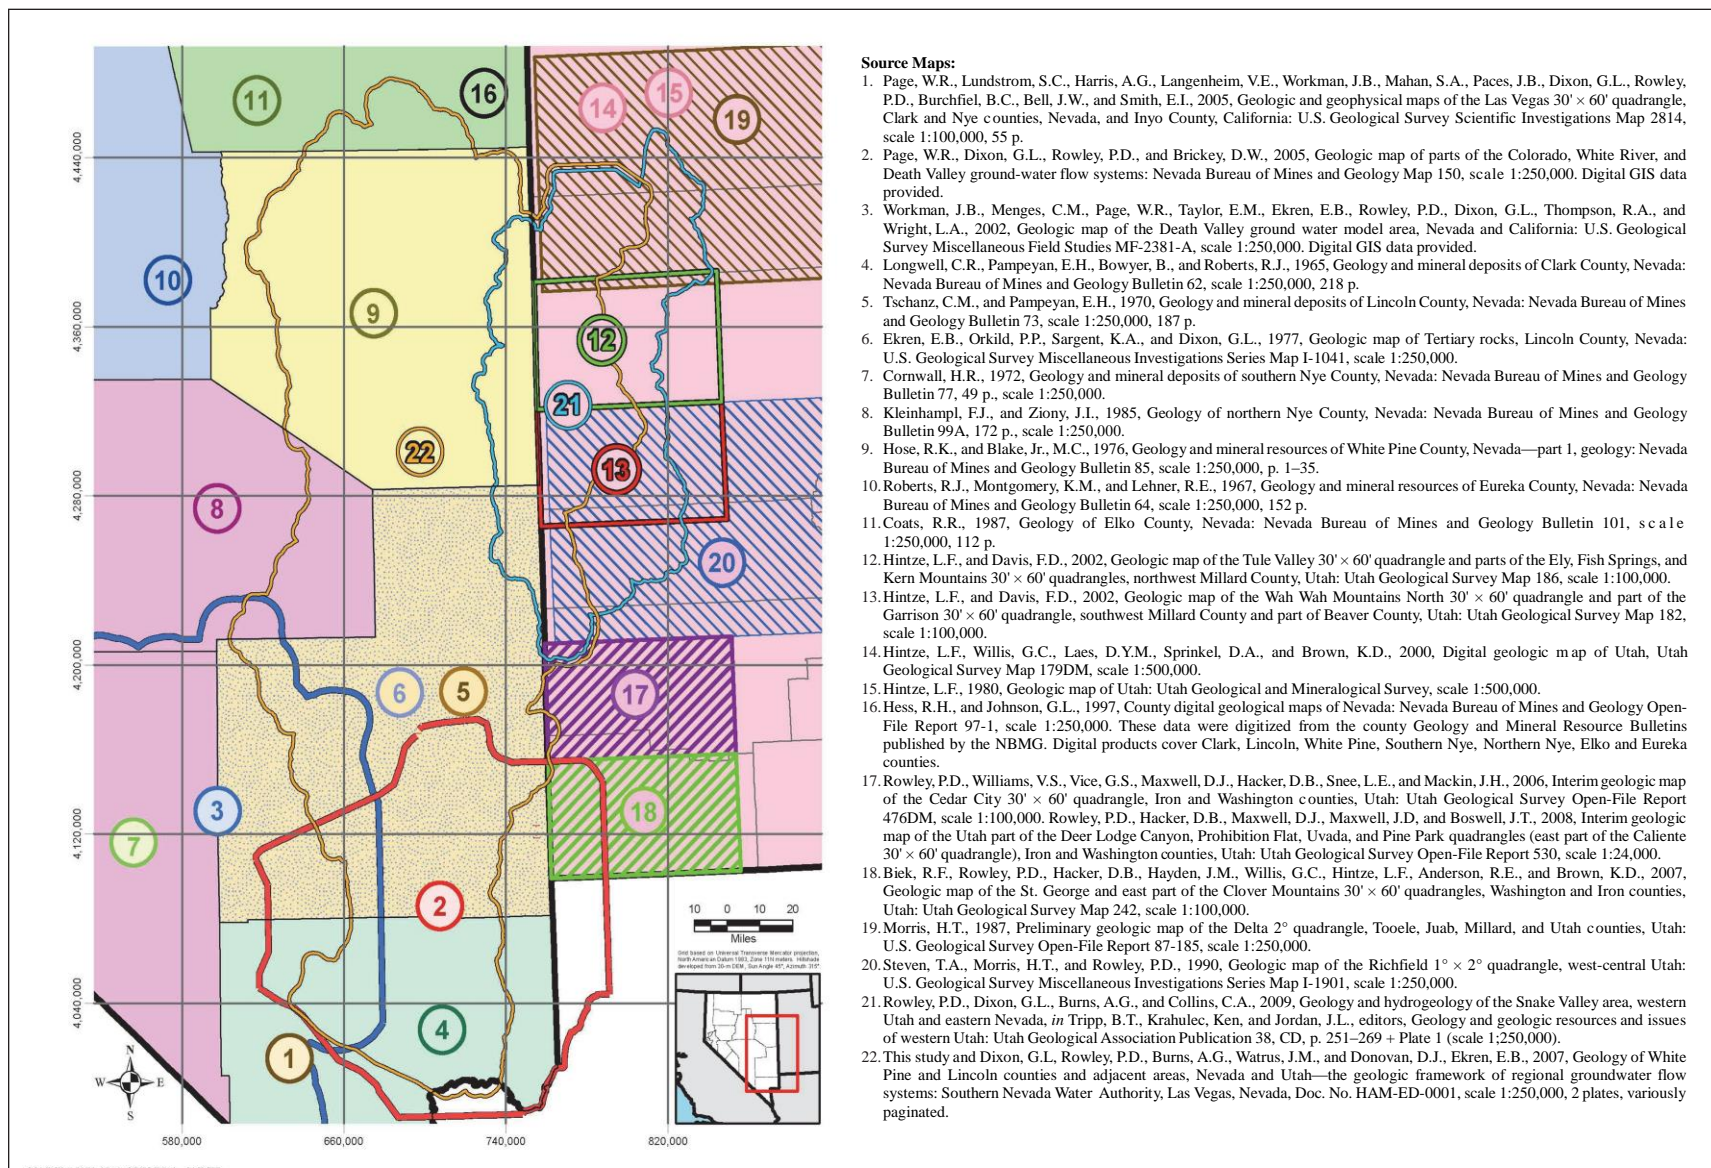 11
16
14
15
19
10
9
12
21
13
22
8
20
6
5
17
3
18
7
2
4
1
4,440,000
4,360,000
4,280,000
4,200,000
4,120,000
4,040,000
580,000
660,000
740,000
820,000
N
W
E
S
10 0 10 20
Miles
Grid based on Universal Transverse Mercator projection,
North American Datum 1983, Zone 11N meters. Hillshade
developed from 30-m DEM, Sun Angle 45°, Azimuth 315°
Source Maps:
1. Page, W.R., Lundstrom, S.C., Harris, A.G., Langenheim, V.E., Workman, J.B., Mahan, S.A., Paces, J.B., Dixon, G.L., Rowley,
P.D., Burchfiel, B.C., Bell, J.W., and Smith, E.I., 2005, Geologic and geophysical maps of the Las Vegas 30' × 60' quadrangle,
Clark and Nye counties, Nevada, and Inyo County, California: U.S. Geological Survey Scientific Investigations Map 2814,
scale 1:100,000, 55 p.
2. Page, W.R., Dixon, G.L., Rowley, P.D., and Brickey, D.W., 2005, Geologic map of parts of the Colorado, White River, and
Death Valley ground-water flow systems: Nevada Bureau of Mines and Geology Map 150, scale 1:250,000. Digital GIS data
provided.
3. Workman, J.B., Menges, C.M., Page, W.R., Taylor, E.M., Ekren, E.B., Rowley, P.D., Dixon, G.L., Thompson, R.A., and
Wright, L.A., 2002, Geologic map of the Death Valley ground water model area, Nevada and California: U.S. Geological
Survey Miscellaneous Field Studies MF-2381-A, scale 1:250,000. Digital GIS data provided.
4. Longwell, C.R., Pampeyan, E.H., Bowyer, B., and Roberts, R.J., 1965, Geology and mineral deposits of Clark County, Nevada:
Nevada Bureau of Mines and Geology Bulletin 62, scale 1:250,000, 218 p.
5. Tschanz, C.M., and Pampeyan, E.H., 1970, Geology and mineral deposits of Lincoln County, Nevada: Nevada Bureau of Mines
and Geology Bulletin 73, scale 1:250,000, 187 p.
6. Ekren, E.B., Orkild, P.P., Sargent, K.A., and Dixon, G.L., 1977, Geologic map of Tertiary rocks, Lincoln County, Nevada:
U.S. Geological Survey Miscellaneous Investigations Series Map I-1041, scale 1:250,000.
7. Cornwall, H.R., 1972, Geology and mineral deposits of southern Nye County, Nevada: Nevada Bureau of Mines and Geology
Bulletin 77, 49 p., scale 1:250,000.
8. Kleinhampl, F.J., and Ziony, J.I., 1985, Geology of northern Nye County, Nevada: Nevada Bureau of Mines and Geology
Bulletin 99A, 172 p., scale 1:250,000.
9. Hose, R.K., and Blake, Jr., M.C., 1976, Geology and mineral resources of White Pine County, Nevada—part 1, geology: Nevada
Bureau of Mines and Geology Bulletin 85, scale 1:250,000, p. 1–35.
10. Roberts, R.J., Montgomery, K.M., and Lehner, R.E., 1967, Geology and mineral resources of Eureka County, Nevada: Nevada
Bureau of Mines and Geology Bulletin 64, scale 1:250,000, 152 p.
11. Coats, R.R., 1987, Geology of Elko County, Nevada: Nevada Bureau of Mines and Geology Bulletin 101, scale
1:250,000, 112 p.
12. Hintze, L.F., and Davis, F.D., 2002, Geologic map of the Tule Valley 30' × 60' quadrangle and parts of the Ely, Fish Springs, and
Kern Mountains 30' × 60' quadrangles, northwest Millard County, Utah: Utah Geological Survey Map 186, scale 1:100,000.
13. Hintze, L.F., and Davis, F.D., 2002, Geologic map of the Wah Wah Mountains North 30' × 60' quadrangle and part of the
Garrison 30' × 60' quadrangle, southwest Millard County and part of Beaver County, Utah: Utah Geological Survey Map 182,
scale 1:100,000.
14. Hintze, L.F., Willis, G.C., Laes, D.Y.M., Sprinkel, D.A., and Brown, K.D., 2000, Digital geologic map of Utah, Utah
Geological Survey Map 179DM, scale 1:500,000.
15. Hintze, L.F., 1980, Geologic map of Utah: Utah Geological and Mineralogical Survey, scale 1:500,000.
16. Hess, R.H., and Johnson, G.L., 1997, County digital geological maps of Nevada: Nevada Bureau of Mines and Geology Open-
File Report 97-1, scale 1:250,000. These data were digitized from the county Geology and Mineral Resource Bulletins
published by the NBMG. Digital products cover Clark, Lincoln, White Pine, Southern Nye, Northern Nye, Elko and Eureka
counties.
17. Rowley, P.D., Williams, V.S., Vice, G.S., Maxwell, D.J., Hacker, D.B., Snee, L.E., and Mackin, J.H., 2006, Interim geologic map
of the Cedar City 30' × 60' quadrangle, Iron and Washington counties, Utah: Utah Geological Survey Open-File Report
476DM, scale 1:100,000. Rowley, P.D., Hacker, D.B., Maxwell, D.J., Maxwell, J.D, and Boswell, J.T., 2008, Interim geologic
map of the Utah part of the Deer Lodge Canyon, Prohibition Flat, Uvada, and Pine Park quadrangles (east part of the Caliente
30' × 60' quadrangle), Iron and Washington counties, Utah: Utah Geological Survey Open-File Report 530, scale 1:24,000.
18. Biek, R.F., Rowley, P.D., Hacker, D.B., Hayden, J.M., Willis, G.C., Hintze, L.F., Anderson, R.E., and Brown, K.D., 2007,
Geologic map of the St. George and east part of the Clover Mountains 30' × 60' quadrangles, Washington and Iron counties,
Utah: Utah Geological Survey Map 242, scale 1:100,000.
19. Morris, H.T., 1987, Preliminary geologic map of the Delta 2° quadrangle, Tooele, Juab, Millard, and Utah counties, Utah:
U.S. Geological Survey Open-File Report 87-185, scale 1:250,000.
20. Steven, T.A., Morris, H.T., and Rowley, P.D., 1990, Geologic map of the Richfield 1° × 2° quadrangle, west-central Utah:
U.S. Geological Survey Miscellaneous Investigations Series Map I-1901, scale 1:250,000.
21. Rowley, P.D., Dixon, G.L., Burns, A.G., and Collins, C.A., 2009, Geology and hydrogeology of the Snake Valley area, western
Utah and eastern Nevada, in Tripp, B.T., Krahulec, Ken, and Jordan, J.L., editors, Geology and geologic resources and issues
of western Utah: Utah Geological Association Publication 38, CD, p. 251–269 + Plate 1 (scale 1;250,000).
22. This study and Dixon, G.L, Rowley, P.D., Burns, A.G., Watrus, J.M., and Donovan, D.J., Ekren, E.B., 2007, Geology of White
Pine and Lincoln counties and adjacent areas, Nevada and Utah—the geologic framework of regional groundwater flow
systems: Southern Nevada Water Authority, Las Vegas, Nevada, Doc. No. HAM-ED-0001, scale 1:250,000, 2 plates, variously
paginated.